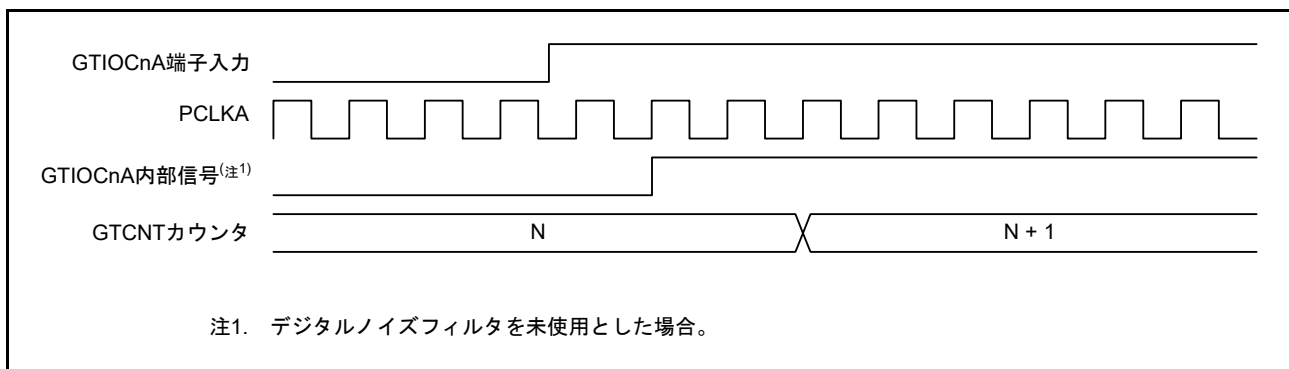 GTIOCnA端子入力
PCLKA
GTIOCnA内部信号(注1)
GTCNTカウンタ N N + 1
注1. デジタルノイズフィルタを未使用とした場合。